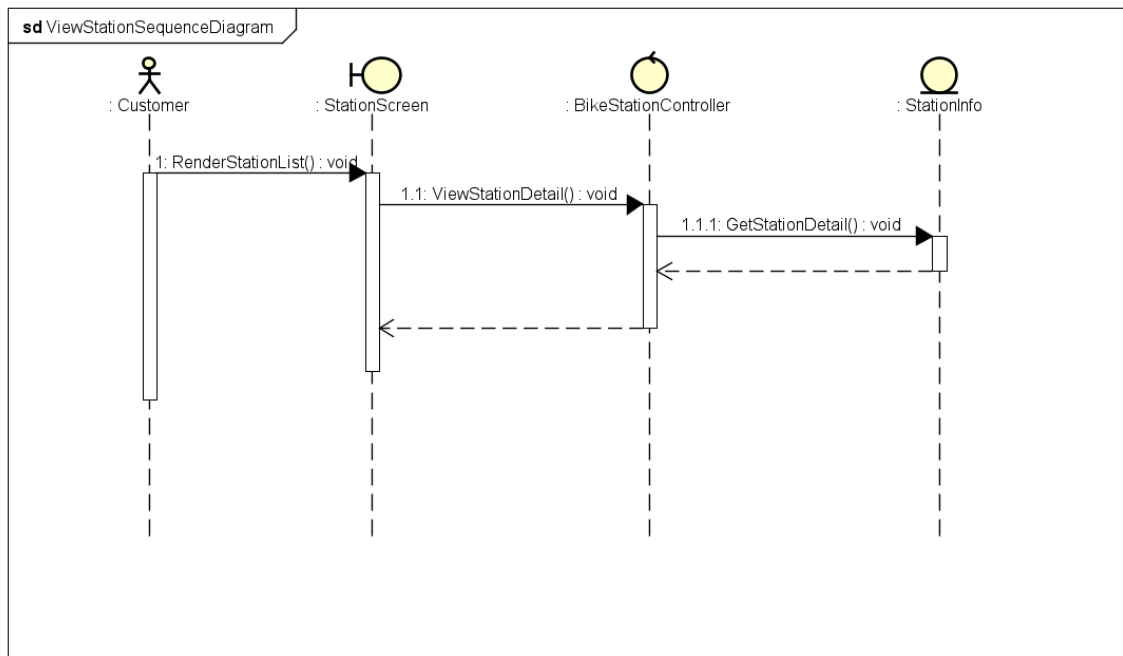 sd ViewStationSequenceDiagram
: Customer
: StationScreen
: BikeStationController
: StationInfo
1: RenderStationList() : void
1.1: ViewStationDetail() : void
1.1.1: GetStationDetail() : void